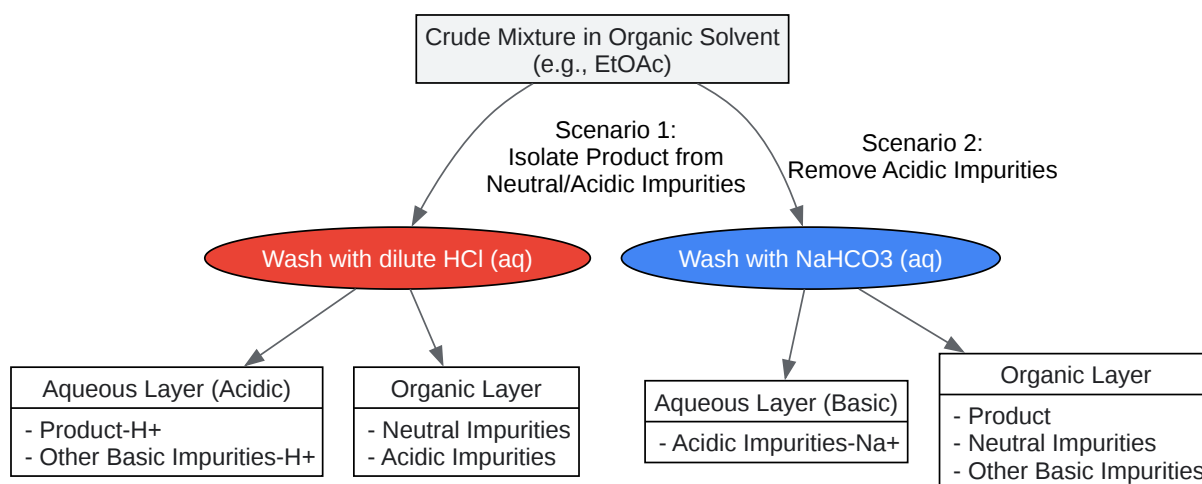 Crude Mixture in Organic Solvent
(e.g., EtOAc)
Scenario 1:
Isolate Product from
Neutral/Acidic Impurities
Scenario 2:
Remove Acidic Impurities
Wash with dilute HCl (aq)
Wash with NaHCO3 (aq)
Aqueous Layer (Acidic)
- Product-H+
- Other Basic Impurities-H+
Organic Layer
- Neutral Impurities
- Acidic Impurities
Aqueous Layer (Basic)
- Acidic Impurities-Na+
Organic Layer
- Product
- Neutral Impurities
- Other Basic Impurities